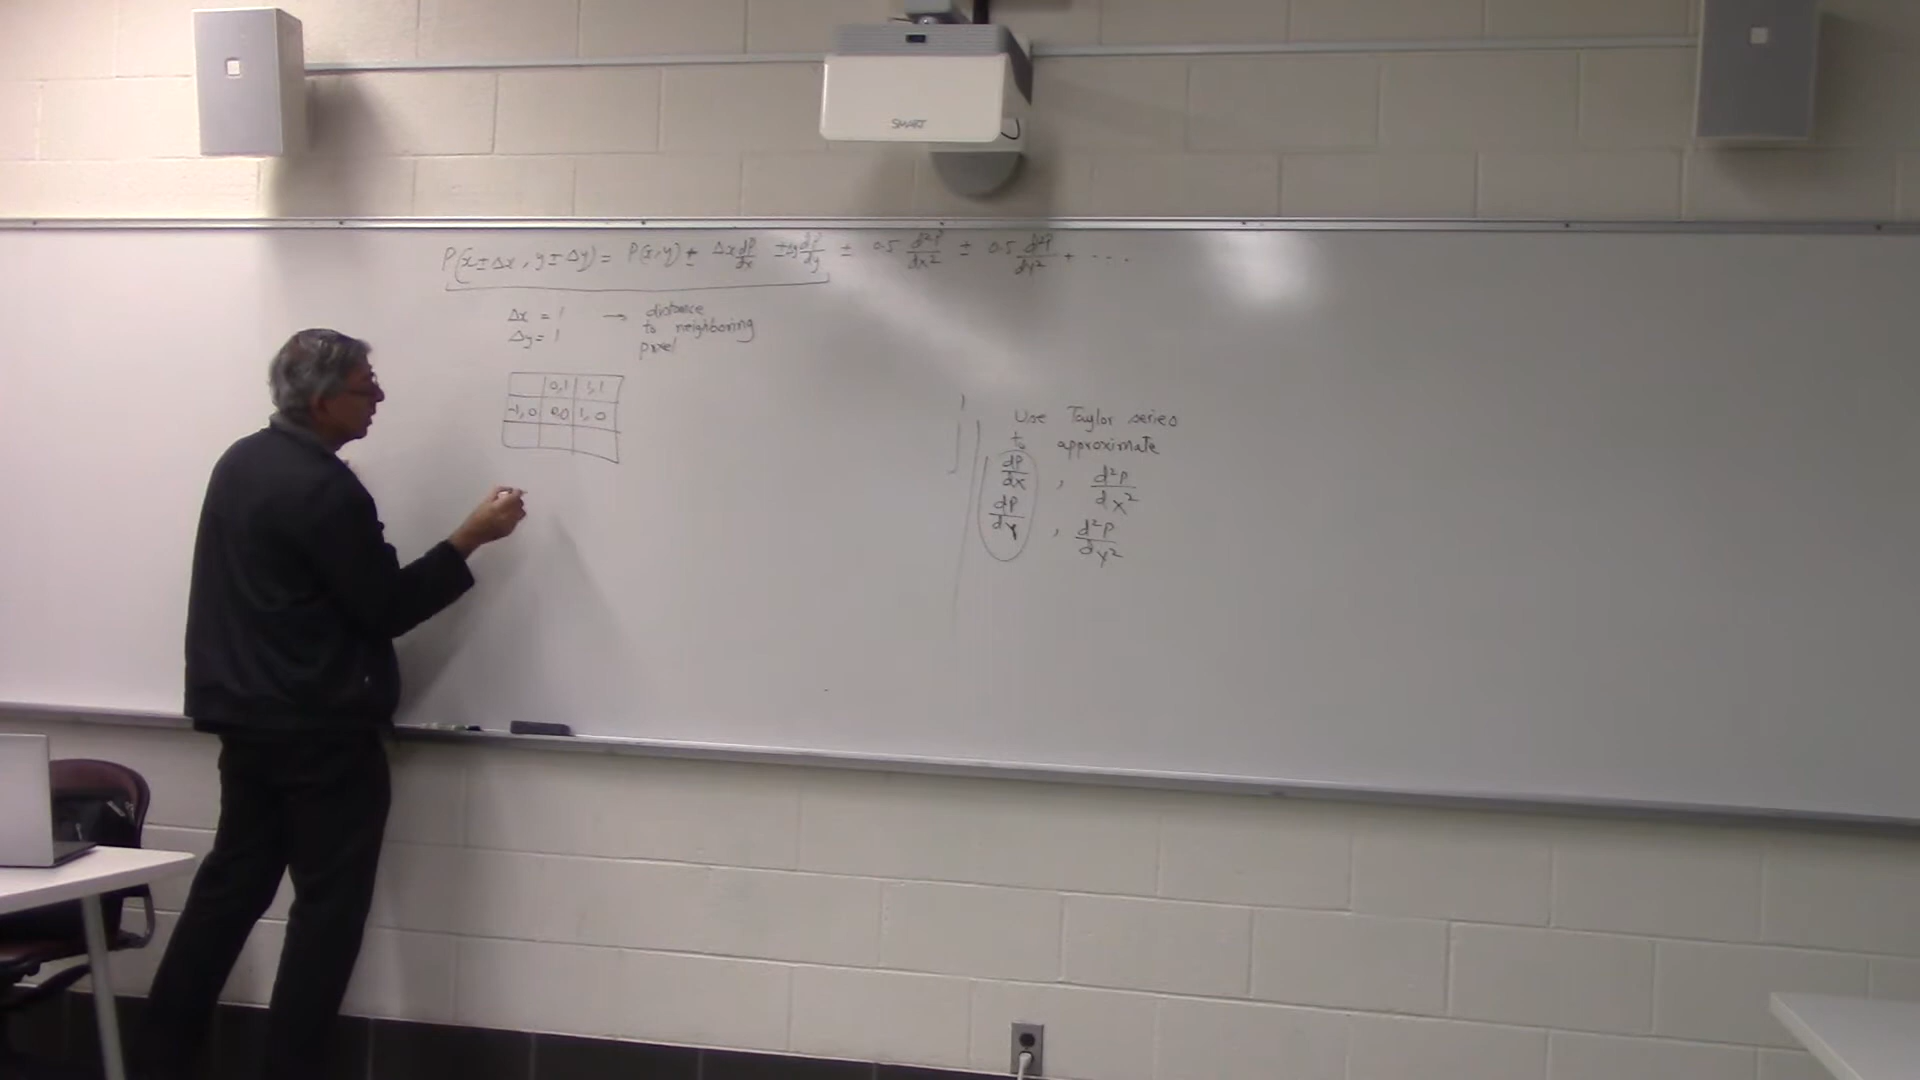 SMART
P(x±Δx, y±Δy) = P(x,y) ± Δx dP/dx ± Δy dP/dy ± 0.5 d²P/dx² ± 0.5 d²P/dy² + ...
Δx = 1 → distance
Δy = 1 to neighboring
pixel
0,1 1,1
-1,0 0,0 1,0
Use Taylor series
to approximate
dP/dx , d²P/dx²
dP/dy , d²P/dy²